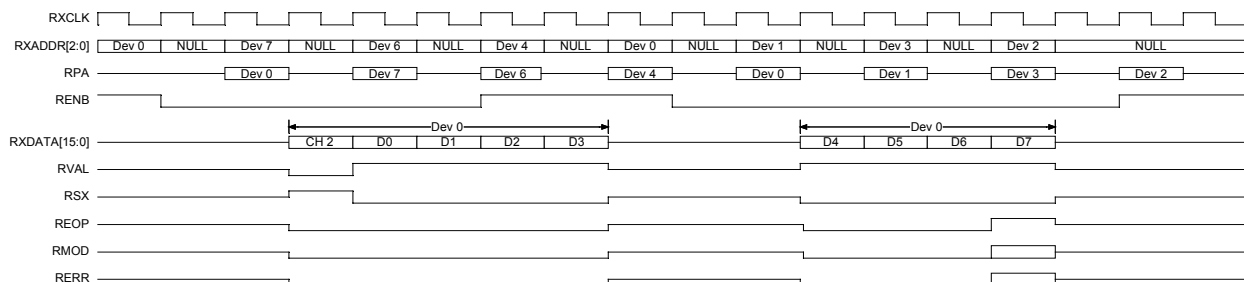 RXCLK
RXADDR[2:0] Dev 0 NULL Dev 7 NULL Dev 6 NULL Dev 4 NULL Dev 0 NULL Dev 1 NULL Dev 3 NULL Dev 2 NULL
RPA Dev 0 Dev 7 Dev 6 Dev 4 Dev 0 Dev 1 Dev 3 Dev 2
RENB
Dev 0 Dev 0
RXDATA[15:0] CH 2 D0 D1 D2 D3 D4 D5 D6 D7
RVAL
RSX
REOP
RMOD
RERR